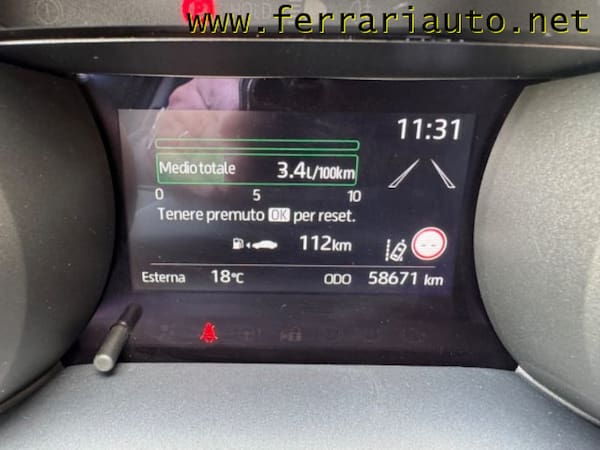 www.ferrariauto.net
11:31
Medio totale 3.4L/100km
0 5 10
Tenere premuto OK per reset.
112km
Esterna 18°C ODO 58671 km